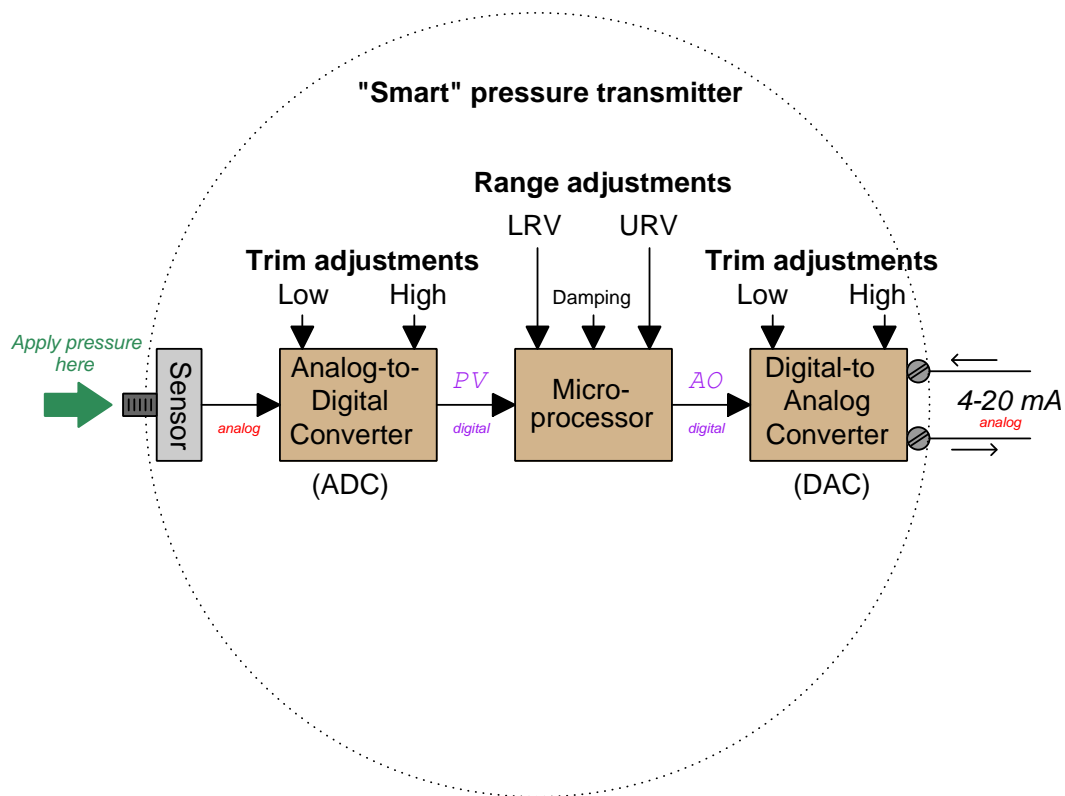 "Smart" pressure transmitter
Range adjustments
LRV
URV
Trim adjustments
Low
High
Damping
Trim adjustments
Low
High
Apply pressure
here
Sensor
analog
Analog-to-
Digital
Converter
(ADC)
PV
digital
Micro-
processor
AO
digital
Digital-to
Analog
Converter
(DAC)
4-20 mA
analog